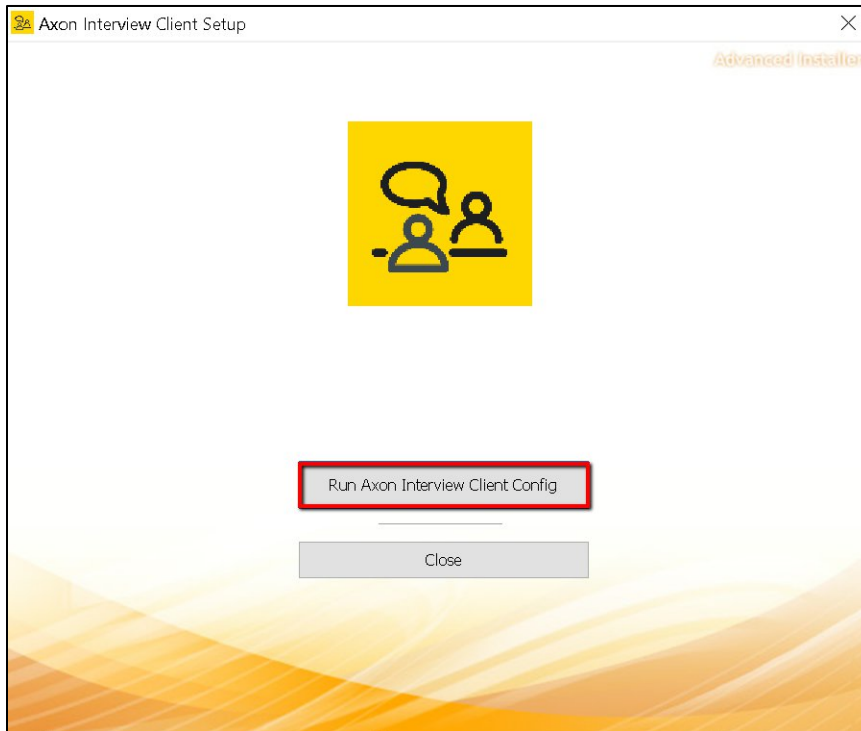 Axon Interview Client Setup
Advanced Installer
Run Axon Interview Client Config
Close